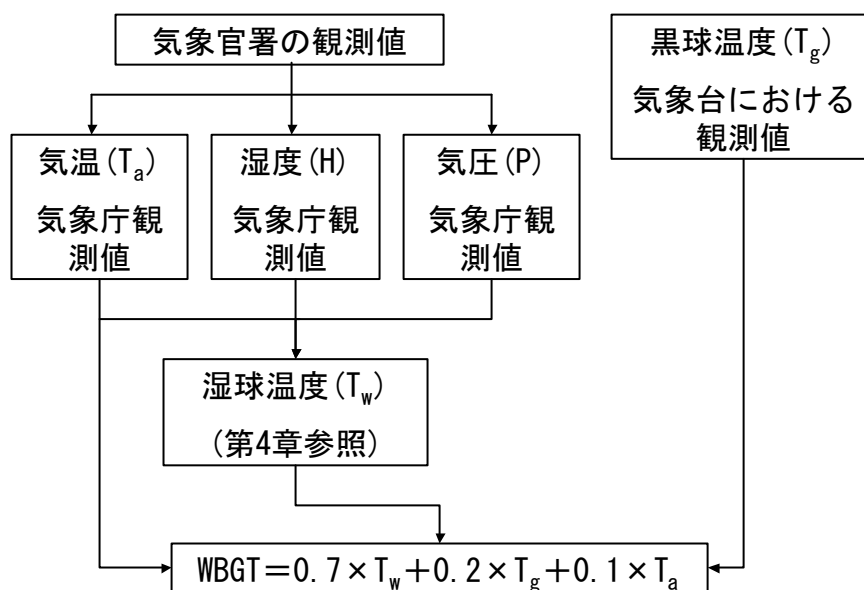 気象官署の観測値
黒球温度(Tg)
気象台における
観測値
気温(Ta)
気象庁観
測値
湿度(H)
気象庁観
測値
気圧(P)
気象庁観
測値
湿球温度(Tw)
(第4章参照)
WBGT=0.7×Tw+0.2×Tg+0.1×Ta